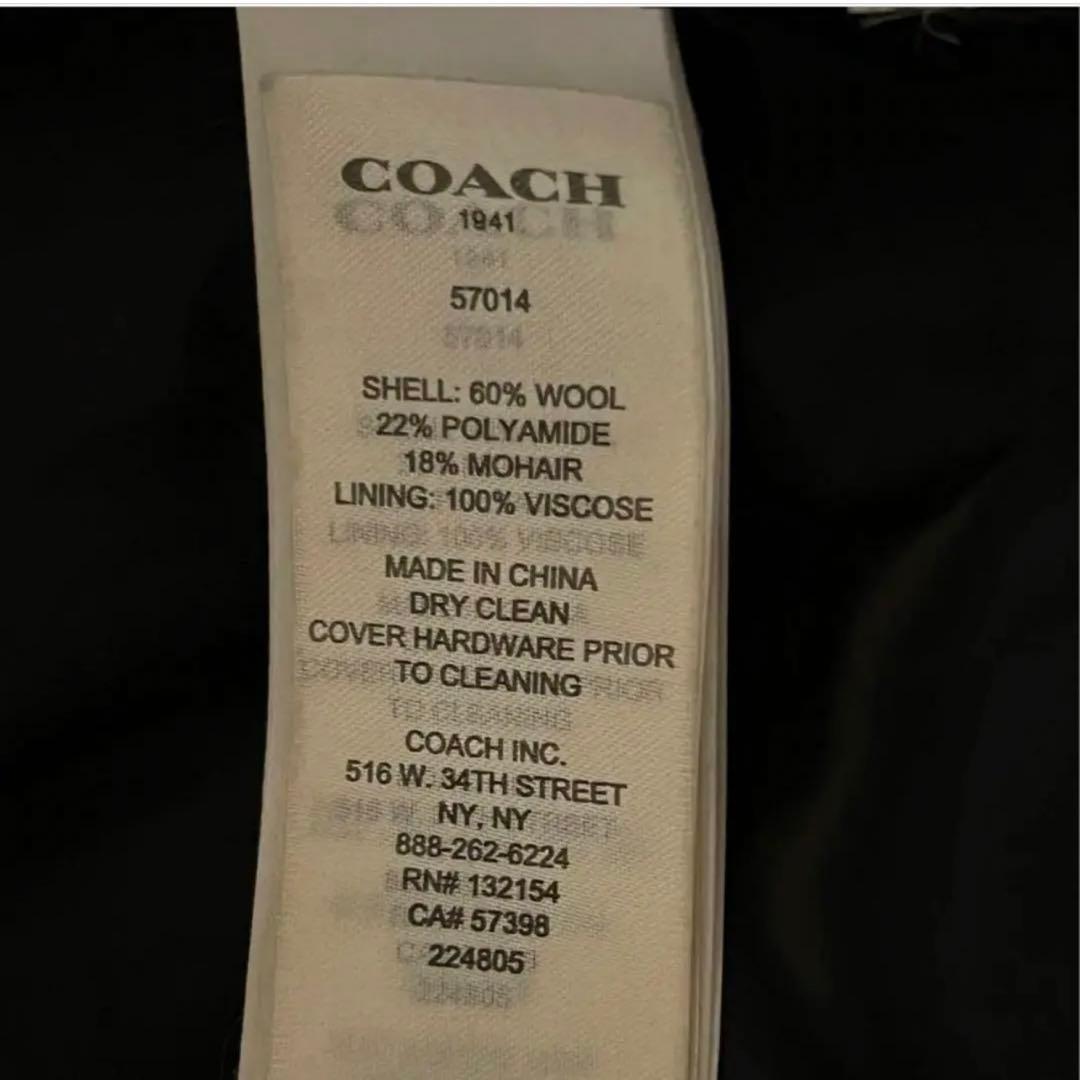 COACH
1941
57014
SHELL: 60% WOOL
22% POLYAMIDE
18% MOHAIR
LINING: 100% VISCOSE
MADE IN CHINA
DRY CLEAN
COVER HARDWARE PRIOR
TO CLEANING
COACH INC.
516 W. 34TH STREET
NY, NY
888-262-6224
RN# 132154
CA# 57398
224805